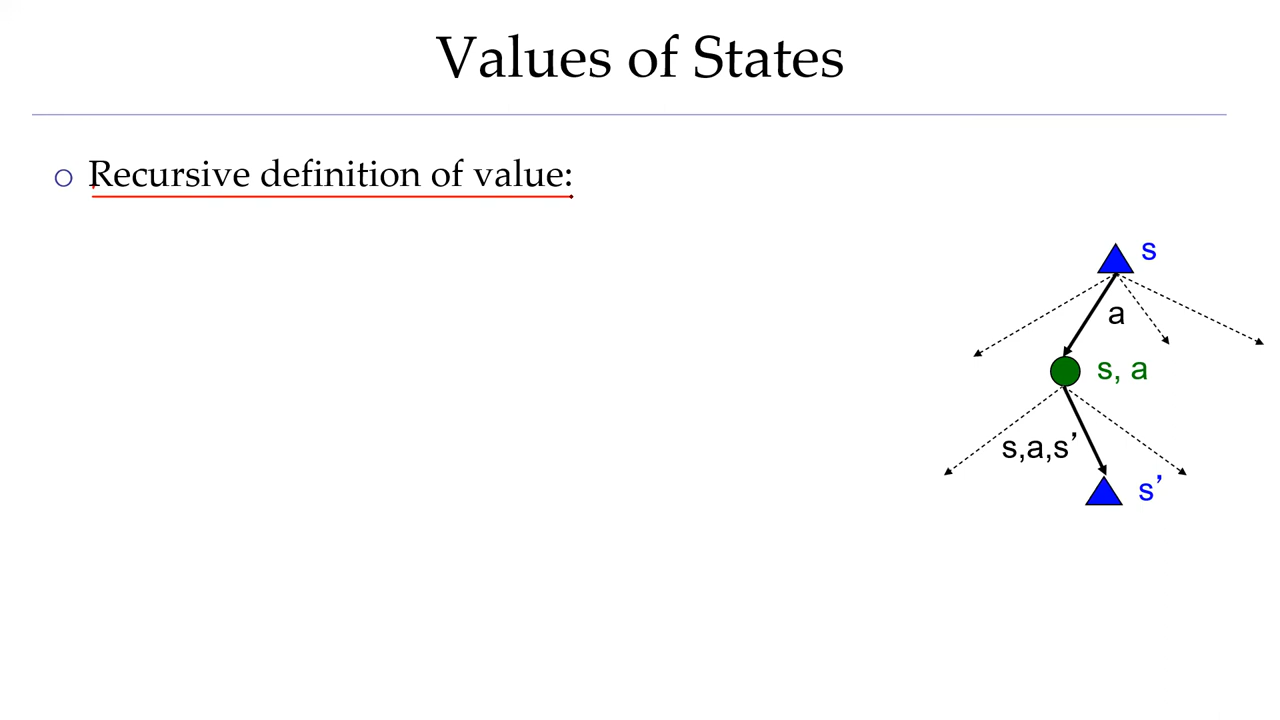 Values of States
Recursive definition of value:
s
a
s, a
s,a,s’
s’